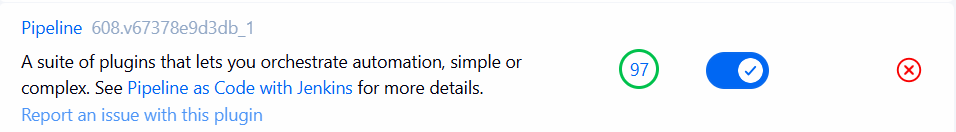 Pipeline 608.v67378e9d3db_1
A suite of plugins that lets you orchestrate automation, simple or
complex. See Pipeline as Code with Jenkins for more details.
Report an issue with this plugin
97